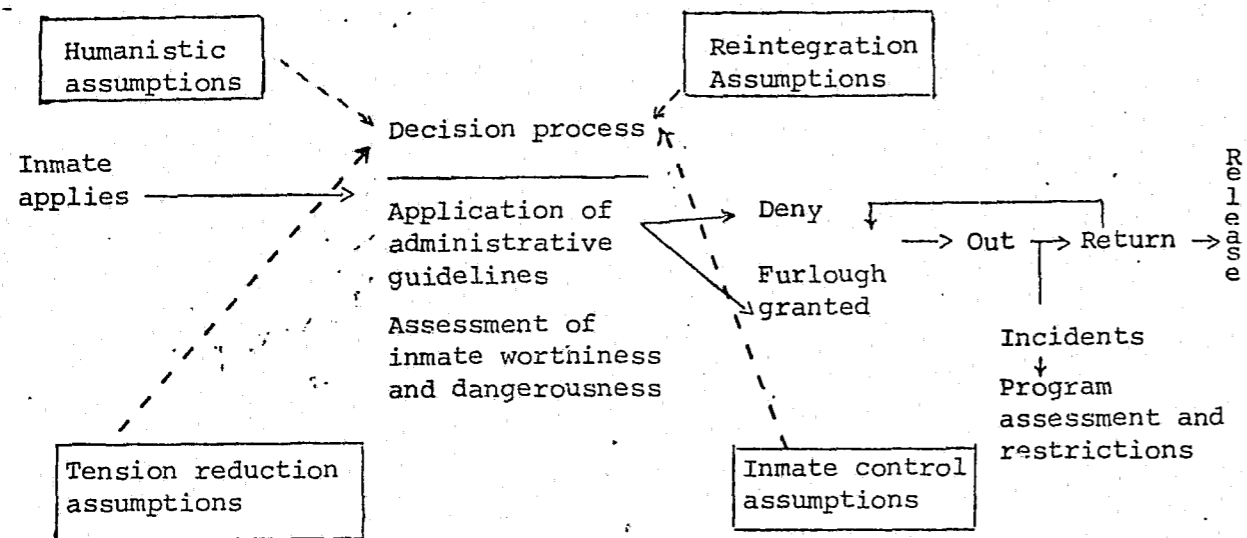 Humanistic
assumptions
Reintegration
Assumptions
Decision process
Inmate
applies
Application of
administrative
guidelines
Assessment of
inmate worthiness
and dangerousness
Deny
Furlough
granted
Out
Return
Release
Incidents
Program
assessment and
restrictions
Tension reduction
assumptions
Inmate control
assumptions